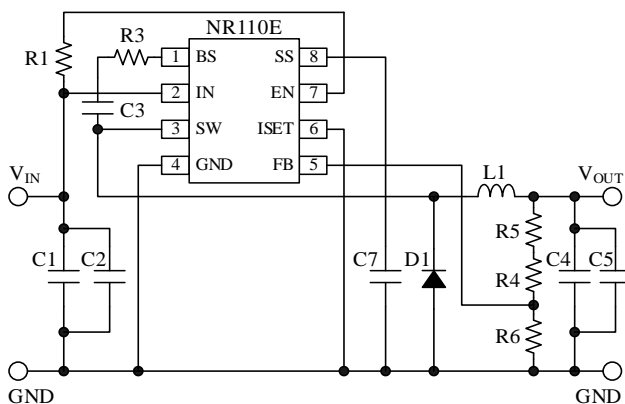 NR110E
R3
R1
1 BS SS 8
2 IN EN 7
C3
3 SW ISET 6
4 GND FB 5
VIN
L1
VOUT
R5
C1 C2 C7 D1 R4 C4 C5
R6
GND GND